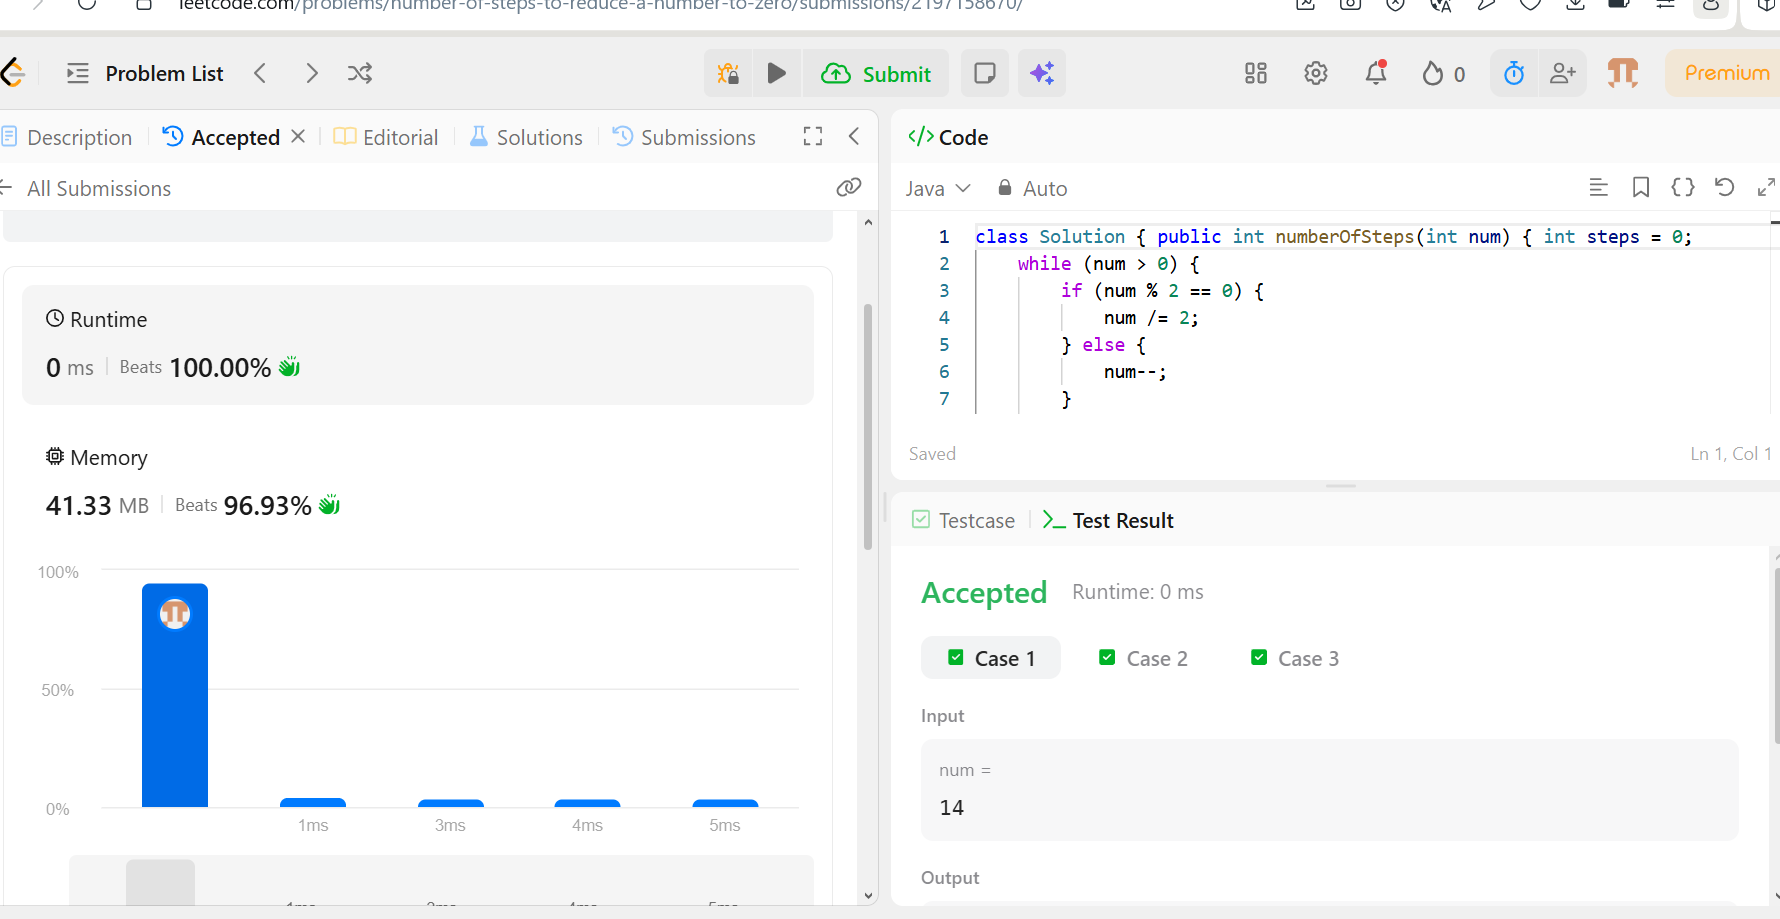 leetcode.com/problems/number-of-steps-to-reduce-a-number-to-zero/submissions/2197158670/
Problem List
Submit
0
Premium
Description
Accepted
Editorial
Solutions
Submissions
All Submissions
Runtime
0 ms
Beats 100.00%
Memory
41.33 MB
Beats 96.93%
100%
50%
0%
1ms 3ms 4ms 5ms
1ms 3ms 4ms 5ms
</> Code
Java
Auto
1 class Solution { public int numberOfSteps(int num) { int steps = 0;
2 while (num > 0) {
3 if (num % 2 == 0) {
4 num /= 2;
5 } else {
6 num--;
7 }
Saved
Ln 1, Col 1
Testcase
Test Result
Accepted
Runtime: 0 ms
Case 1
Case 2
Case 3
Input
num =
14
Output